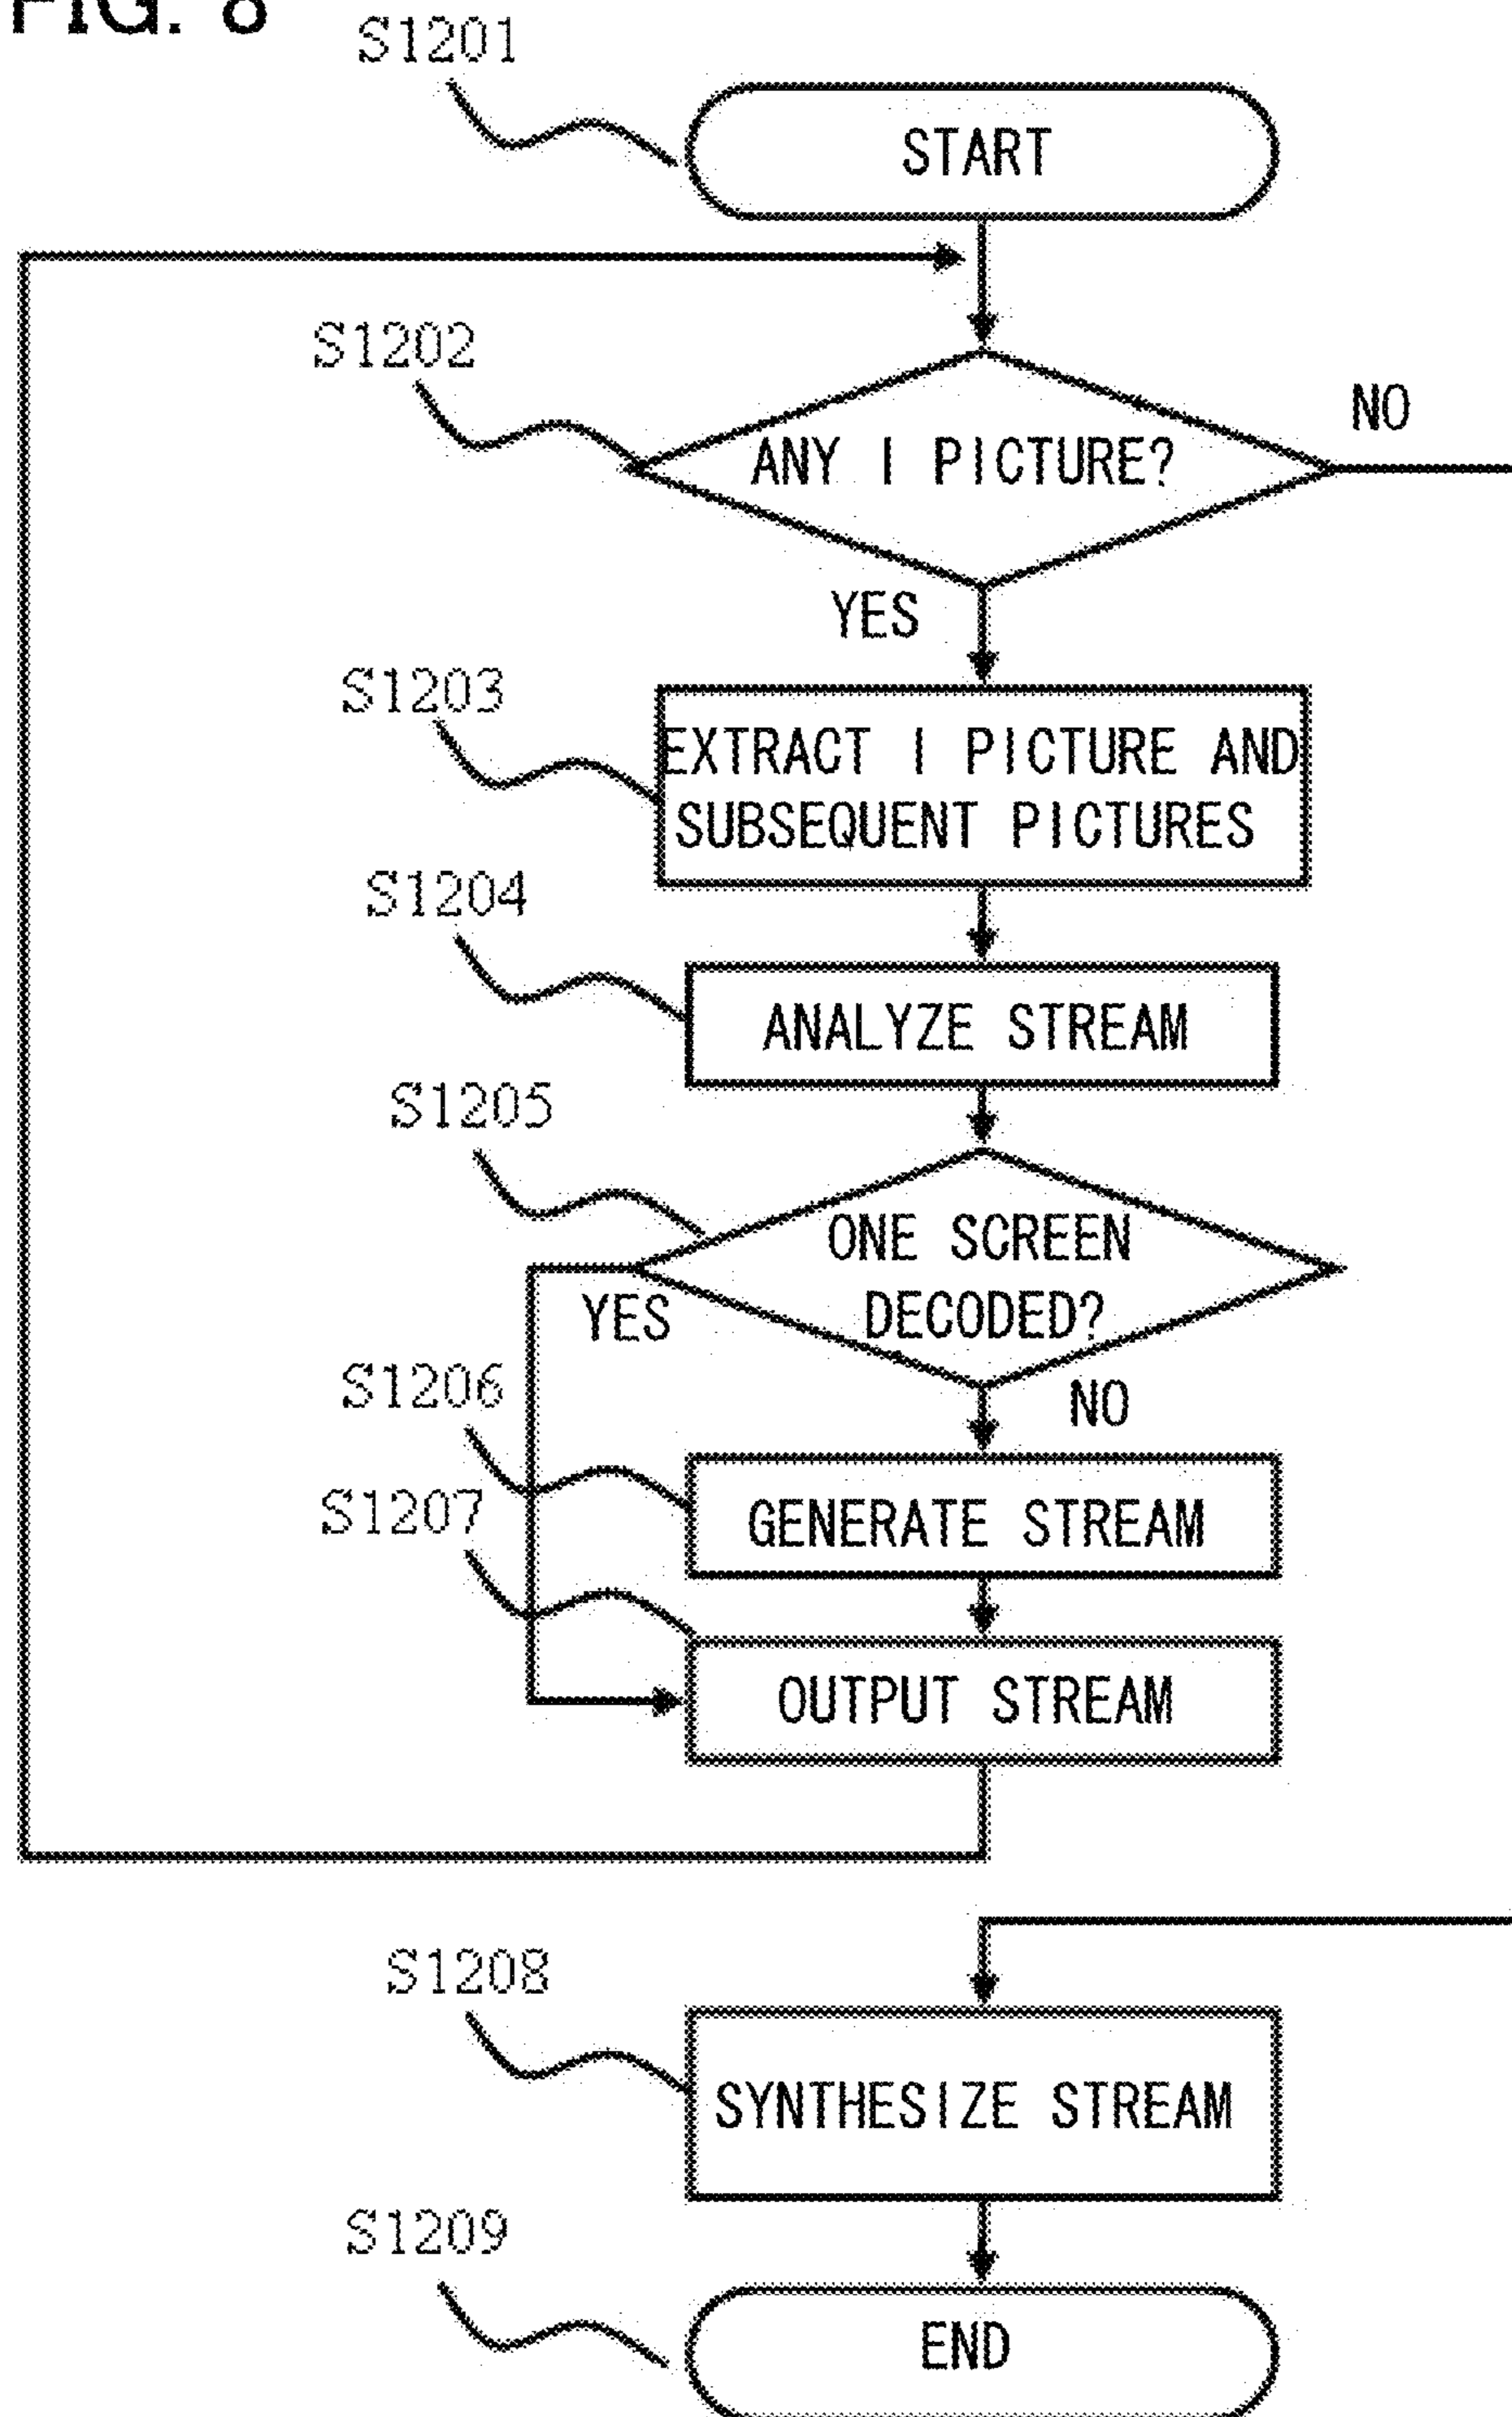 FIG. 8
S1201
START
S1202
ANY I PICTURE?
NO
YES
S1203
EXTRACT I PICTURE AND
SUBSEQUENT PICTURES
S1204
ANALYZE STREAM
S1205
ONE SCREEN
DECODED?
YES
NO
S1206
GENERATE STREAM
S1207
OUTPUT STREAM
S1208
SYNTHESIZE STREAM
S1209
END